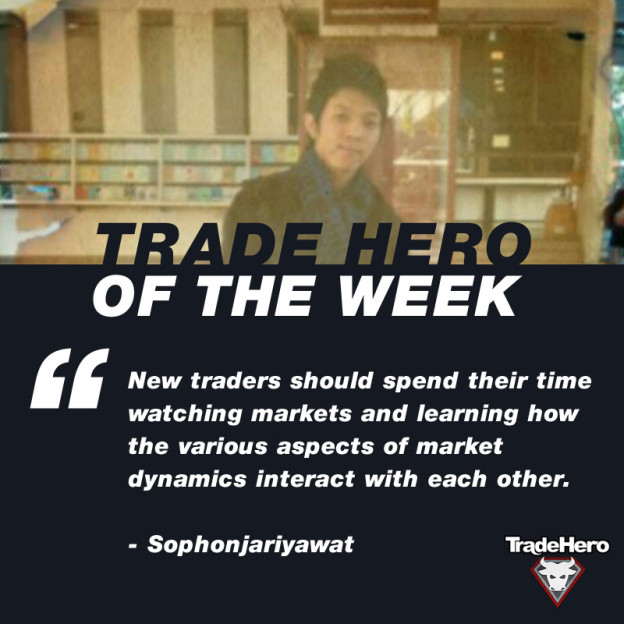 TRADE HERO
OF THE WEEK
“
New traders should spend their time
watching markets and learning how
the various aspects of market
dynamics interact with each other.
- Sophonjariyawat
TradeHero